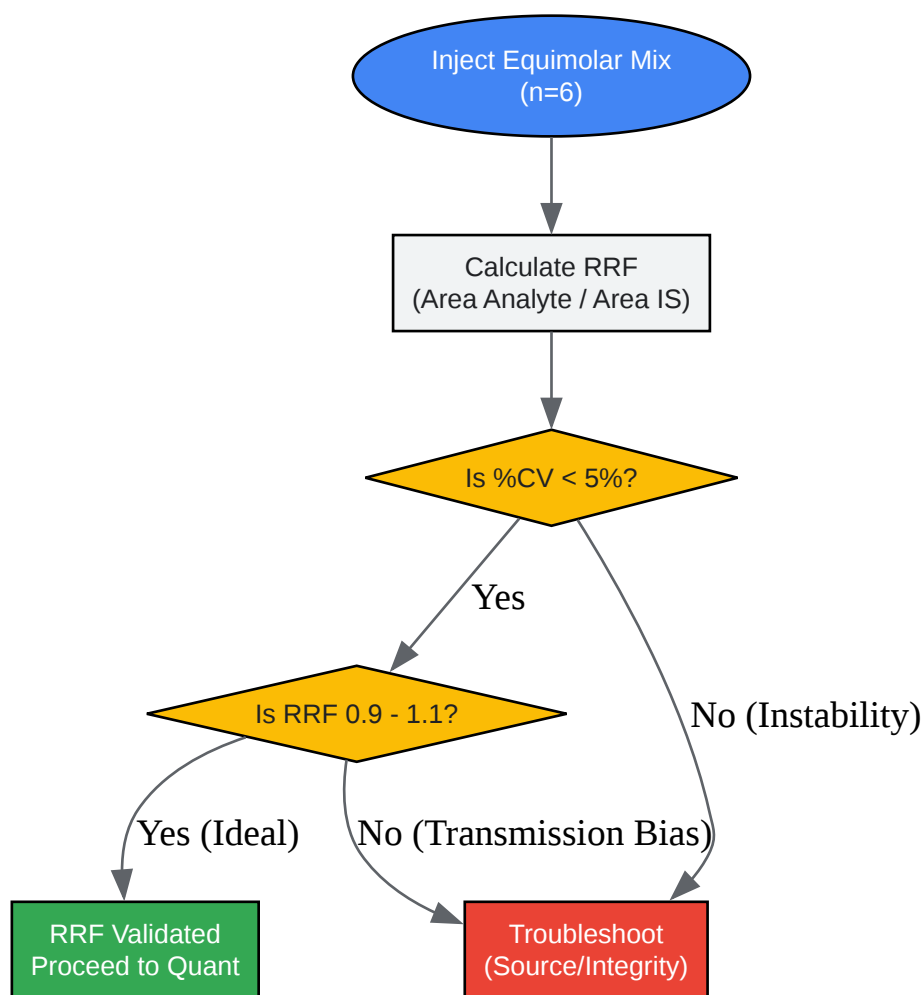 Inject Equimolar Mix
(n=6)
Calculate RRF
(Area Analyte / Area IS)
Is %CV < 5%?
Yes
No (Instability)
Is RRF 0.9 - 1.1?
Yes (Ideal)
No (Transmission Bias)
RRF Validated
Proceed to Quant
Troubleshoot
(Source/Integrity)